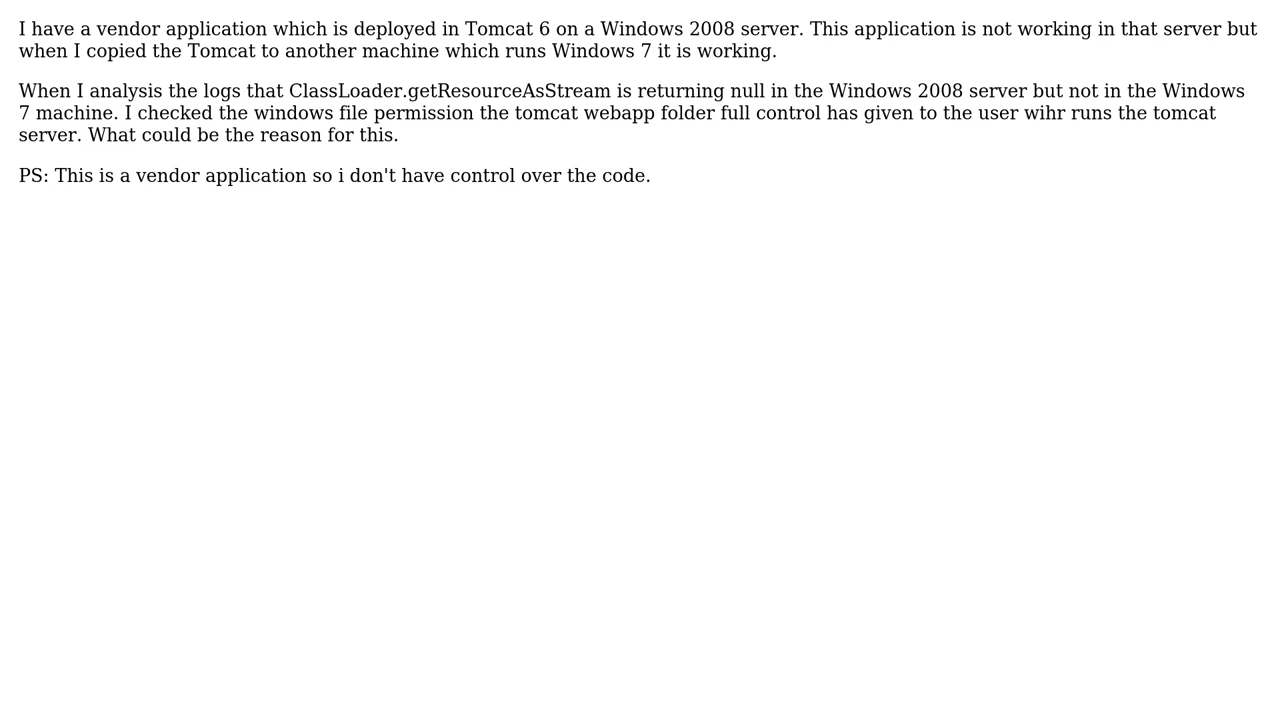 I have a vendor application which is deployed in Tomcat 6 on a Windows 2008 server. This application is not working in that server but
when I copied the Tomcat to another machine which runs Windows 7 it is working.
When I analysis the logs that ClassLoader.getResourceAsStream is returning null in the Windows 2008 server but not in the Windows
7 machine. I checked the windows file permission the tomcat webapp folder full control has given to the user wihr runs the tomcat
server. What could be the reason for this.
PS: This is a vendor application so i don't have control over the code.